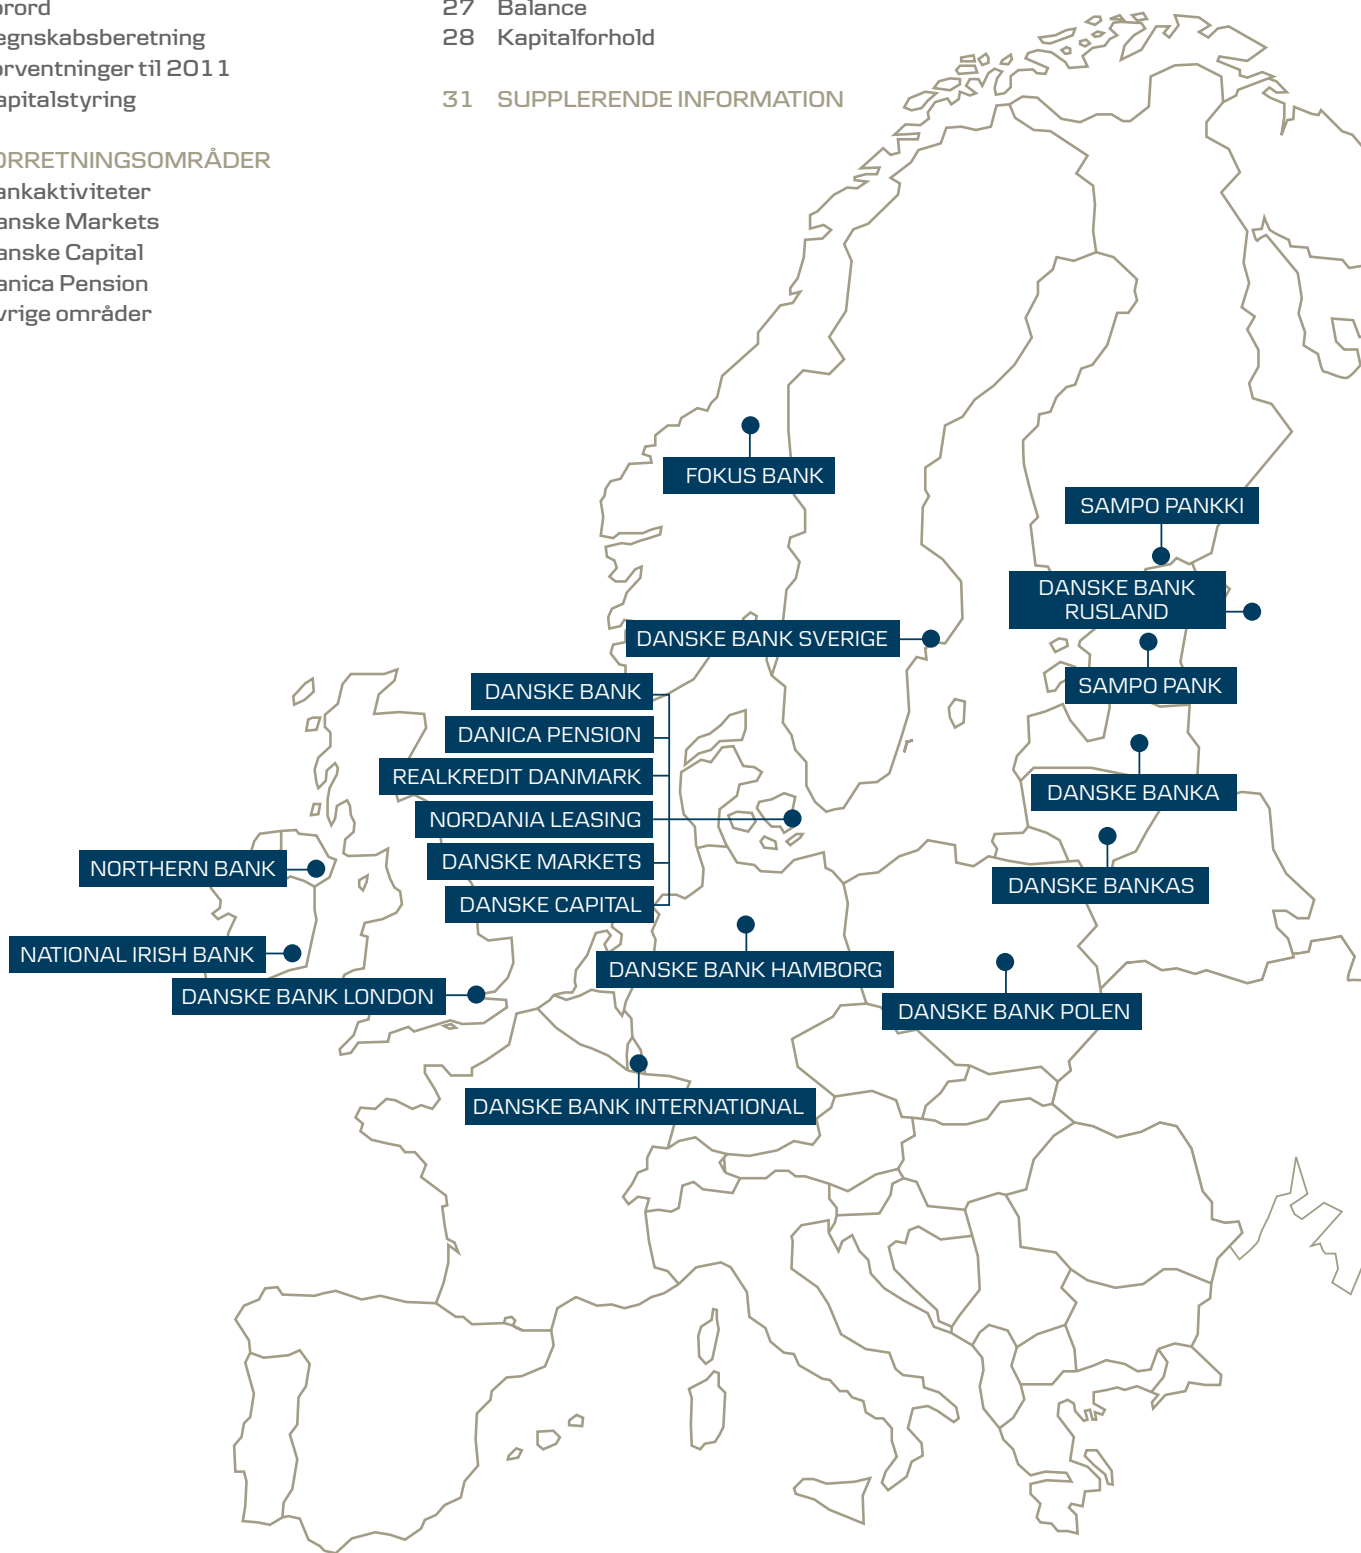 orord
egnskabsberetning
orventninger til 2011
apitalstyring
ORRETNINGSOMRÅDER
ankaktiviteter
anske Markets
anske Capital
anica Pension
vrige områder
27 Balance
28 Kapitalforhold
31 SUPPLERENDE INFORMATION
FOKUS BANK
SAMPO PANKKI
DANSKE BANK
RUSLAND
DANSKE BANK SVERIGE
SAMPO PANK
DANSKE BANK
DANICA PENSION
REALKREDIT DANMARK
NORDANIA LEASING
DANSKE MARKETS
DANSKE CAPITAL
DANSKE BANKA
DANSKE BANKAS
NORTHERN BANK
NATIONAL IRISH BANK
DANSKE BANK LONDON
DANSKE BANK HAMBORG
DANSKE BANK POLEN
DANSKE BANK INTERNATIONAL